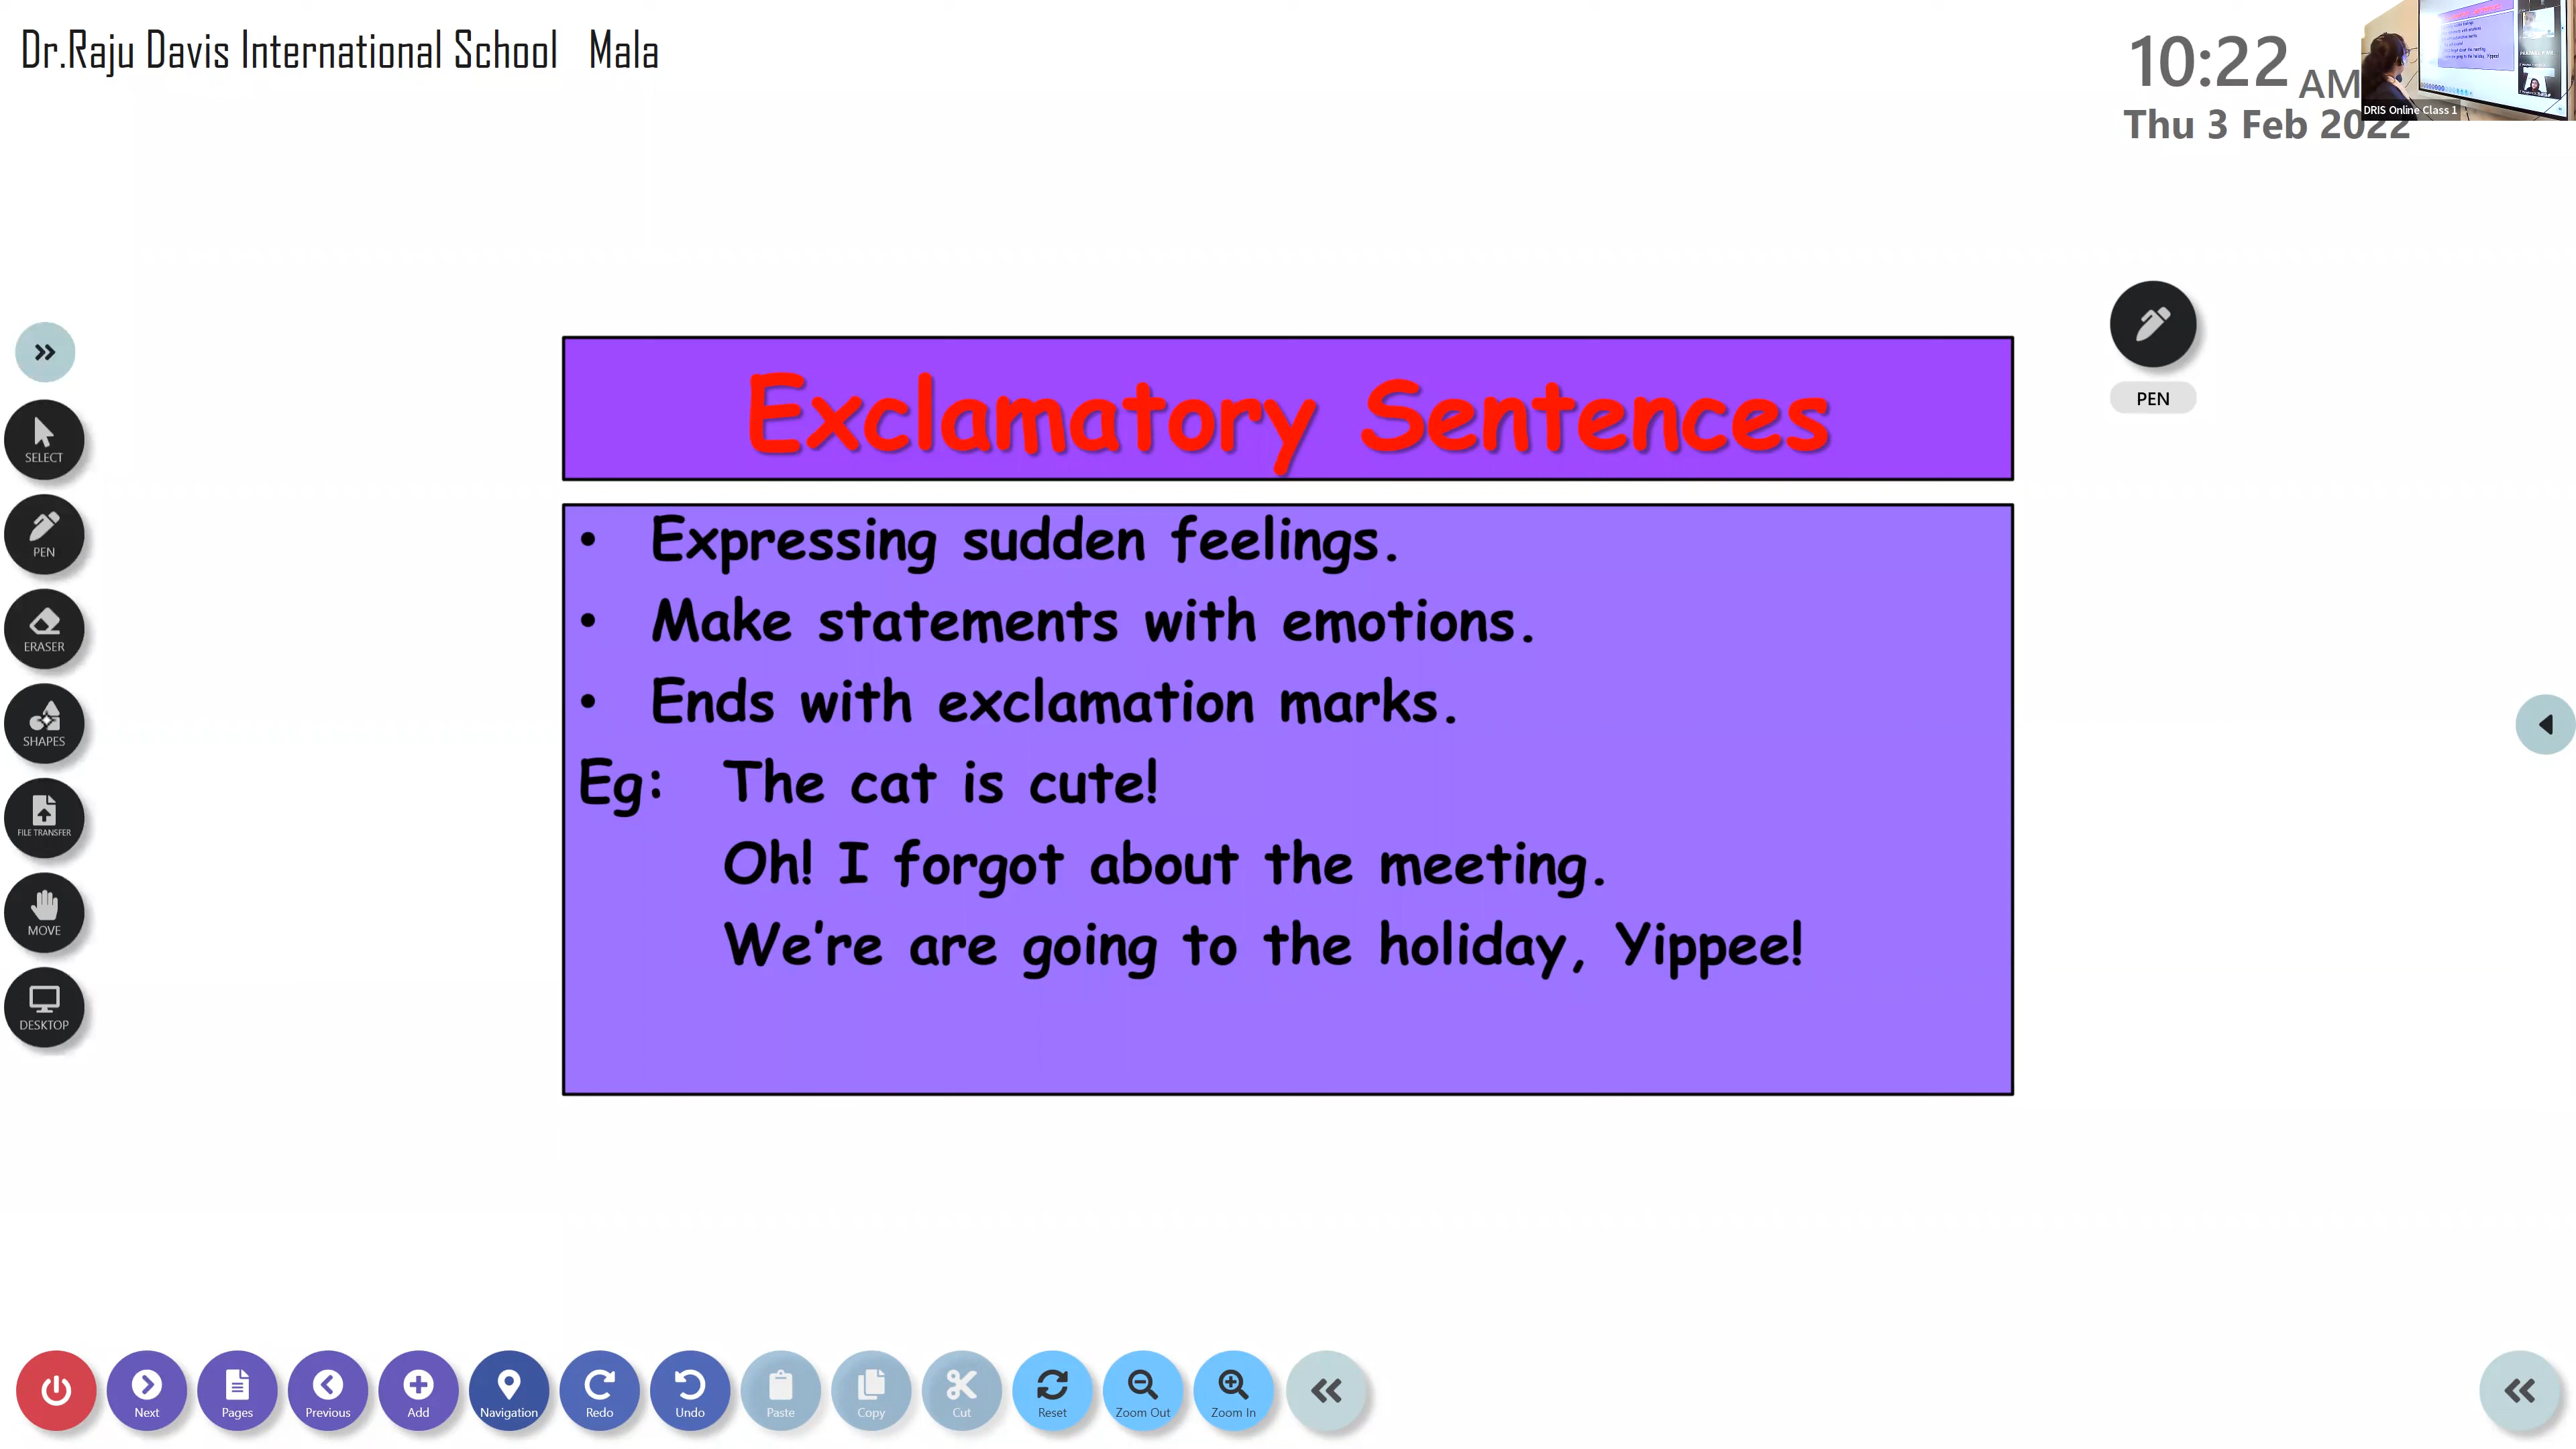 Dr.Raju Davis International School Mala
10:22 AM
Thu 3 Feb 2022
DRIS Online Class 1
Exclamatory Sentences
• Expressing sudden feelings.
• Make statements with emotions.
• Ends with exclamation marks.
Eg: The cat is cute!
Oh! I forgot about the meeting.
We're are going to the holiday, Yippee!
PEN
SELECT
PEN
ERASER
SHAPES
FILE TRANSFER
MOVE
DESKTOP
Next Pages Previous Add Navigation Redo Undo Paste Copy Cut Reset Zoom Out Zoom In